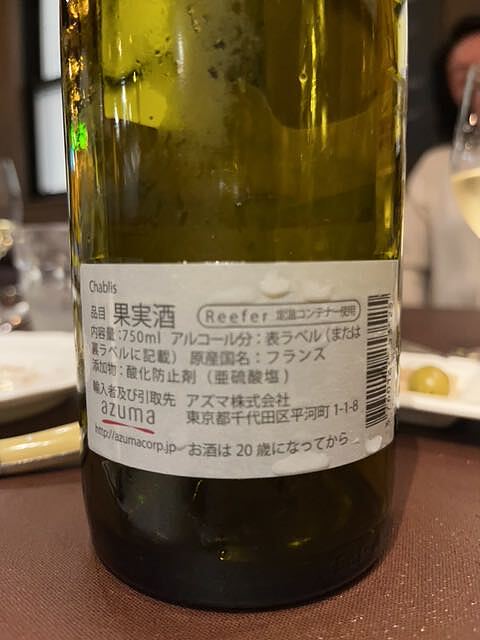 Chablis
品目 果実酒 Reefer 定温コンテナー使用
内容量:750ml アルコール分:表ラベル(または
裏ラベルに記載) 原産国名:フランス
添加物:酸化防止剤(亜硫酸塩)
輸入者及び引取先 アズマ株式会社
azuma 東京都千代田区平河町1-1-8
http://azumacorp.jp お酒は20歳になってから